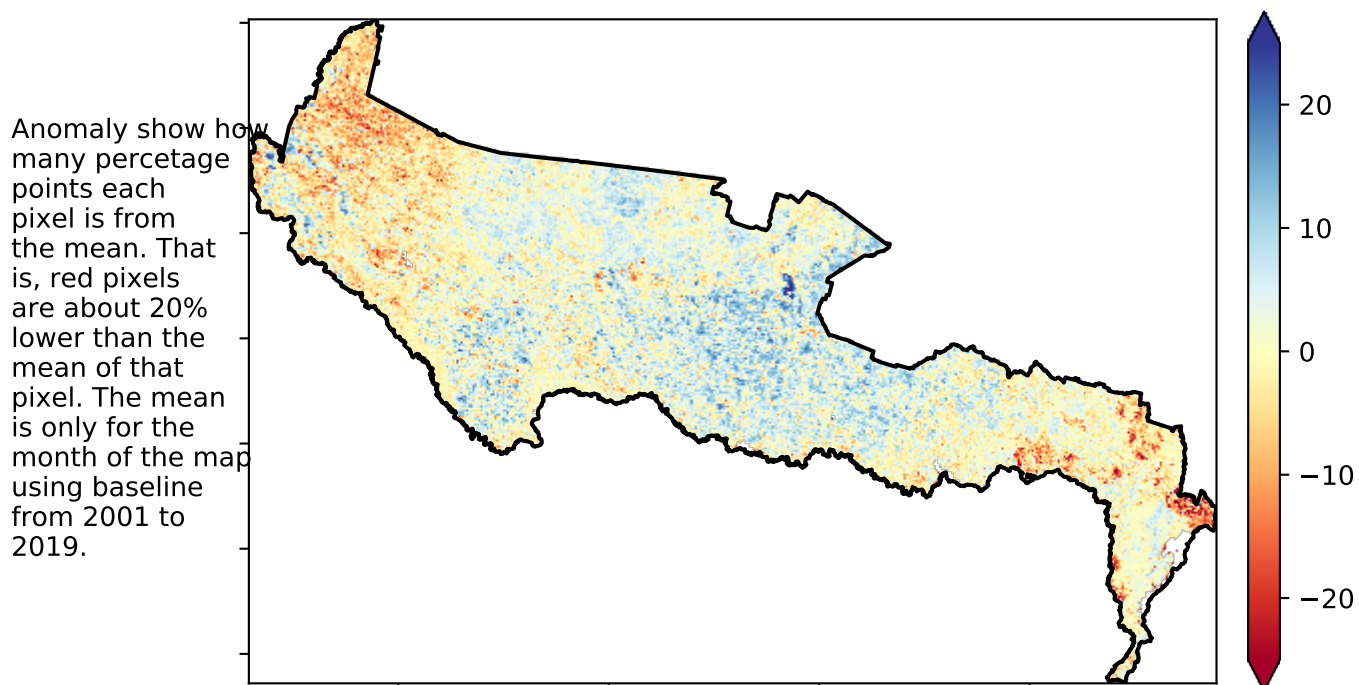 Anomaly show how
many percetage
points each
pixel is from
the mean. That
is, red pixels
are about 20%
lower than the
mean of that
pixel. The mean
is only for the
month of the map
using baseline
from 2001 to
2019.
20
10
0
−10
−20